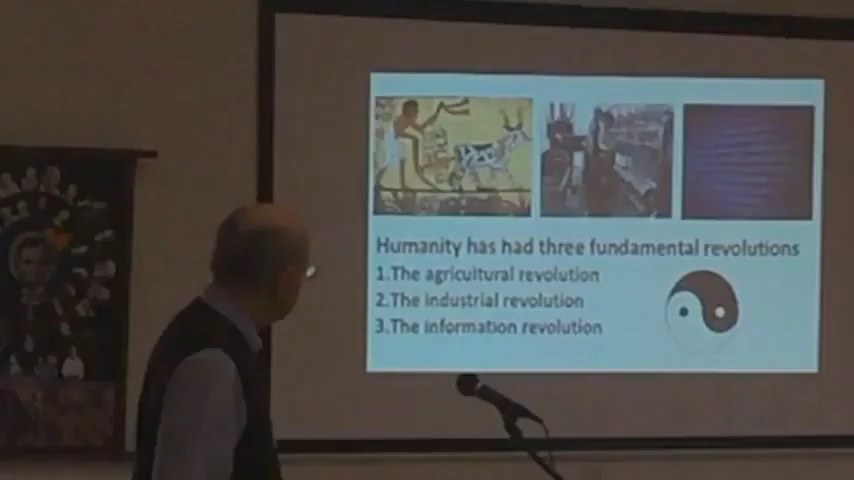 Humanity has had three fundamental revolutions
1.The agricultural revolution
2.The industrial revolution
3.The information revolution